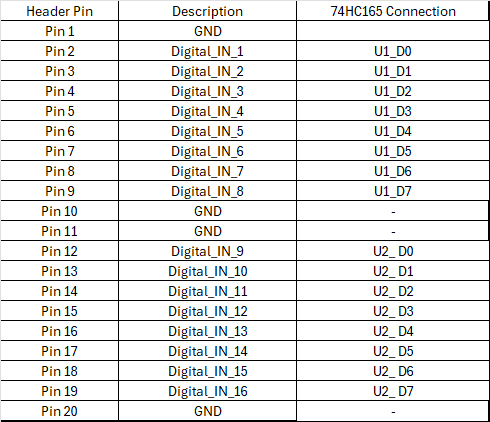 Header Pin Description 74HC165 Connection
Pin 1 GND
Pin 2 Digital_IN_1 U1_D0
Pin 3 Digital_IN_2 U1_D1
Pin 4 Digital_IN_3 U1_D2
Pin 5 Digital_IN_4 U1_D3
Pin 6 Digital_IN_5 U1_D4
Pin 7 Digital_IN_6 U1_D5
Pin 8 Digital_IN_7 U1_D6
Pin 9 Digital_IN_8 U1_D7
Pin 10 GND -
Pin 11 GND -
Pin 12 Digital_IN_9 U2_ D0
Pin 13 Digital_IN_10 U2_ D1
Pin 14 Digital_IN_11 U2_ D2
Pin 15 Digital_IN_12 U2_ D3
Pin 16 Digital_IN_13 U2_ D4
Pin 17 Digital_IN_14 U2_ D5
Pin 18 Digital_IN_15 U2_ D6
Pin 19 Digital_IN_16 U2_ D7
Pin 20 GND -